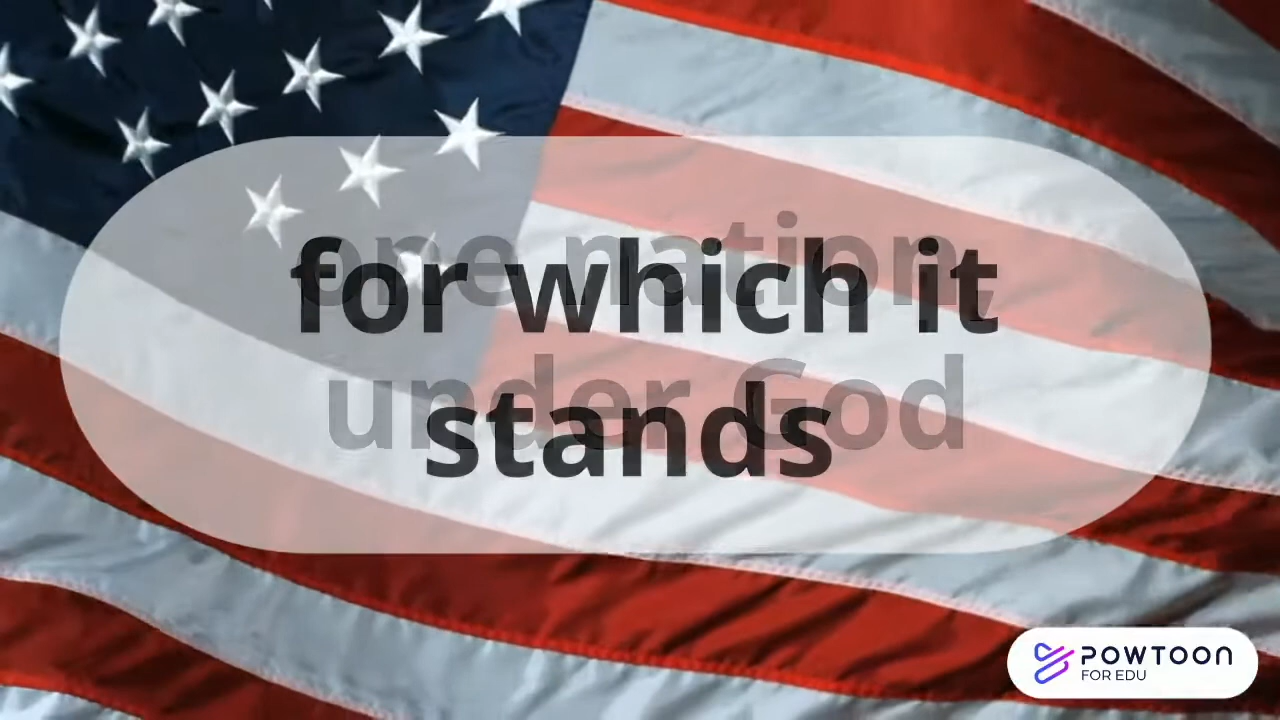 for which it
stands
one nation,
under God
POWTOON
FOR EDU